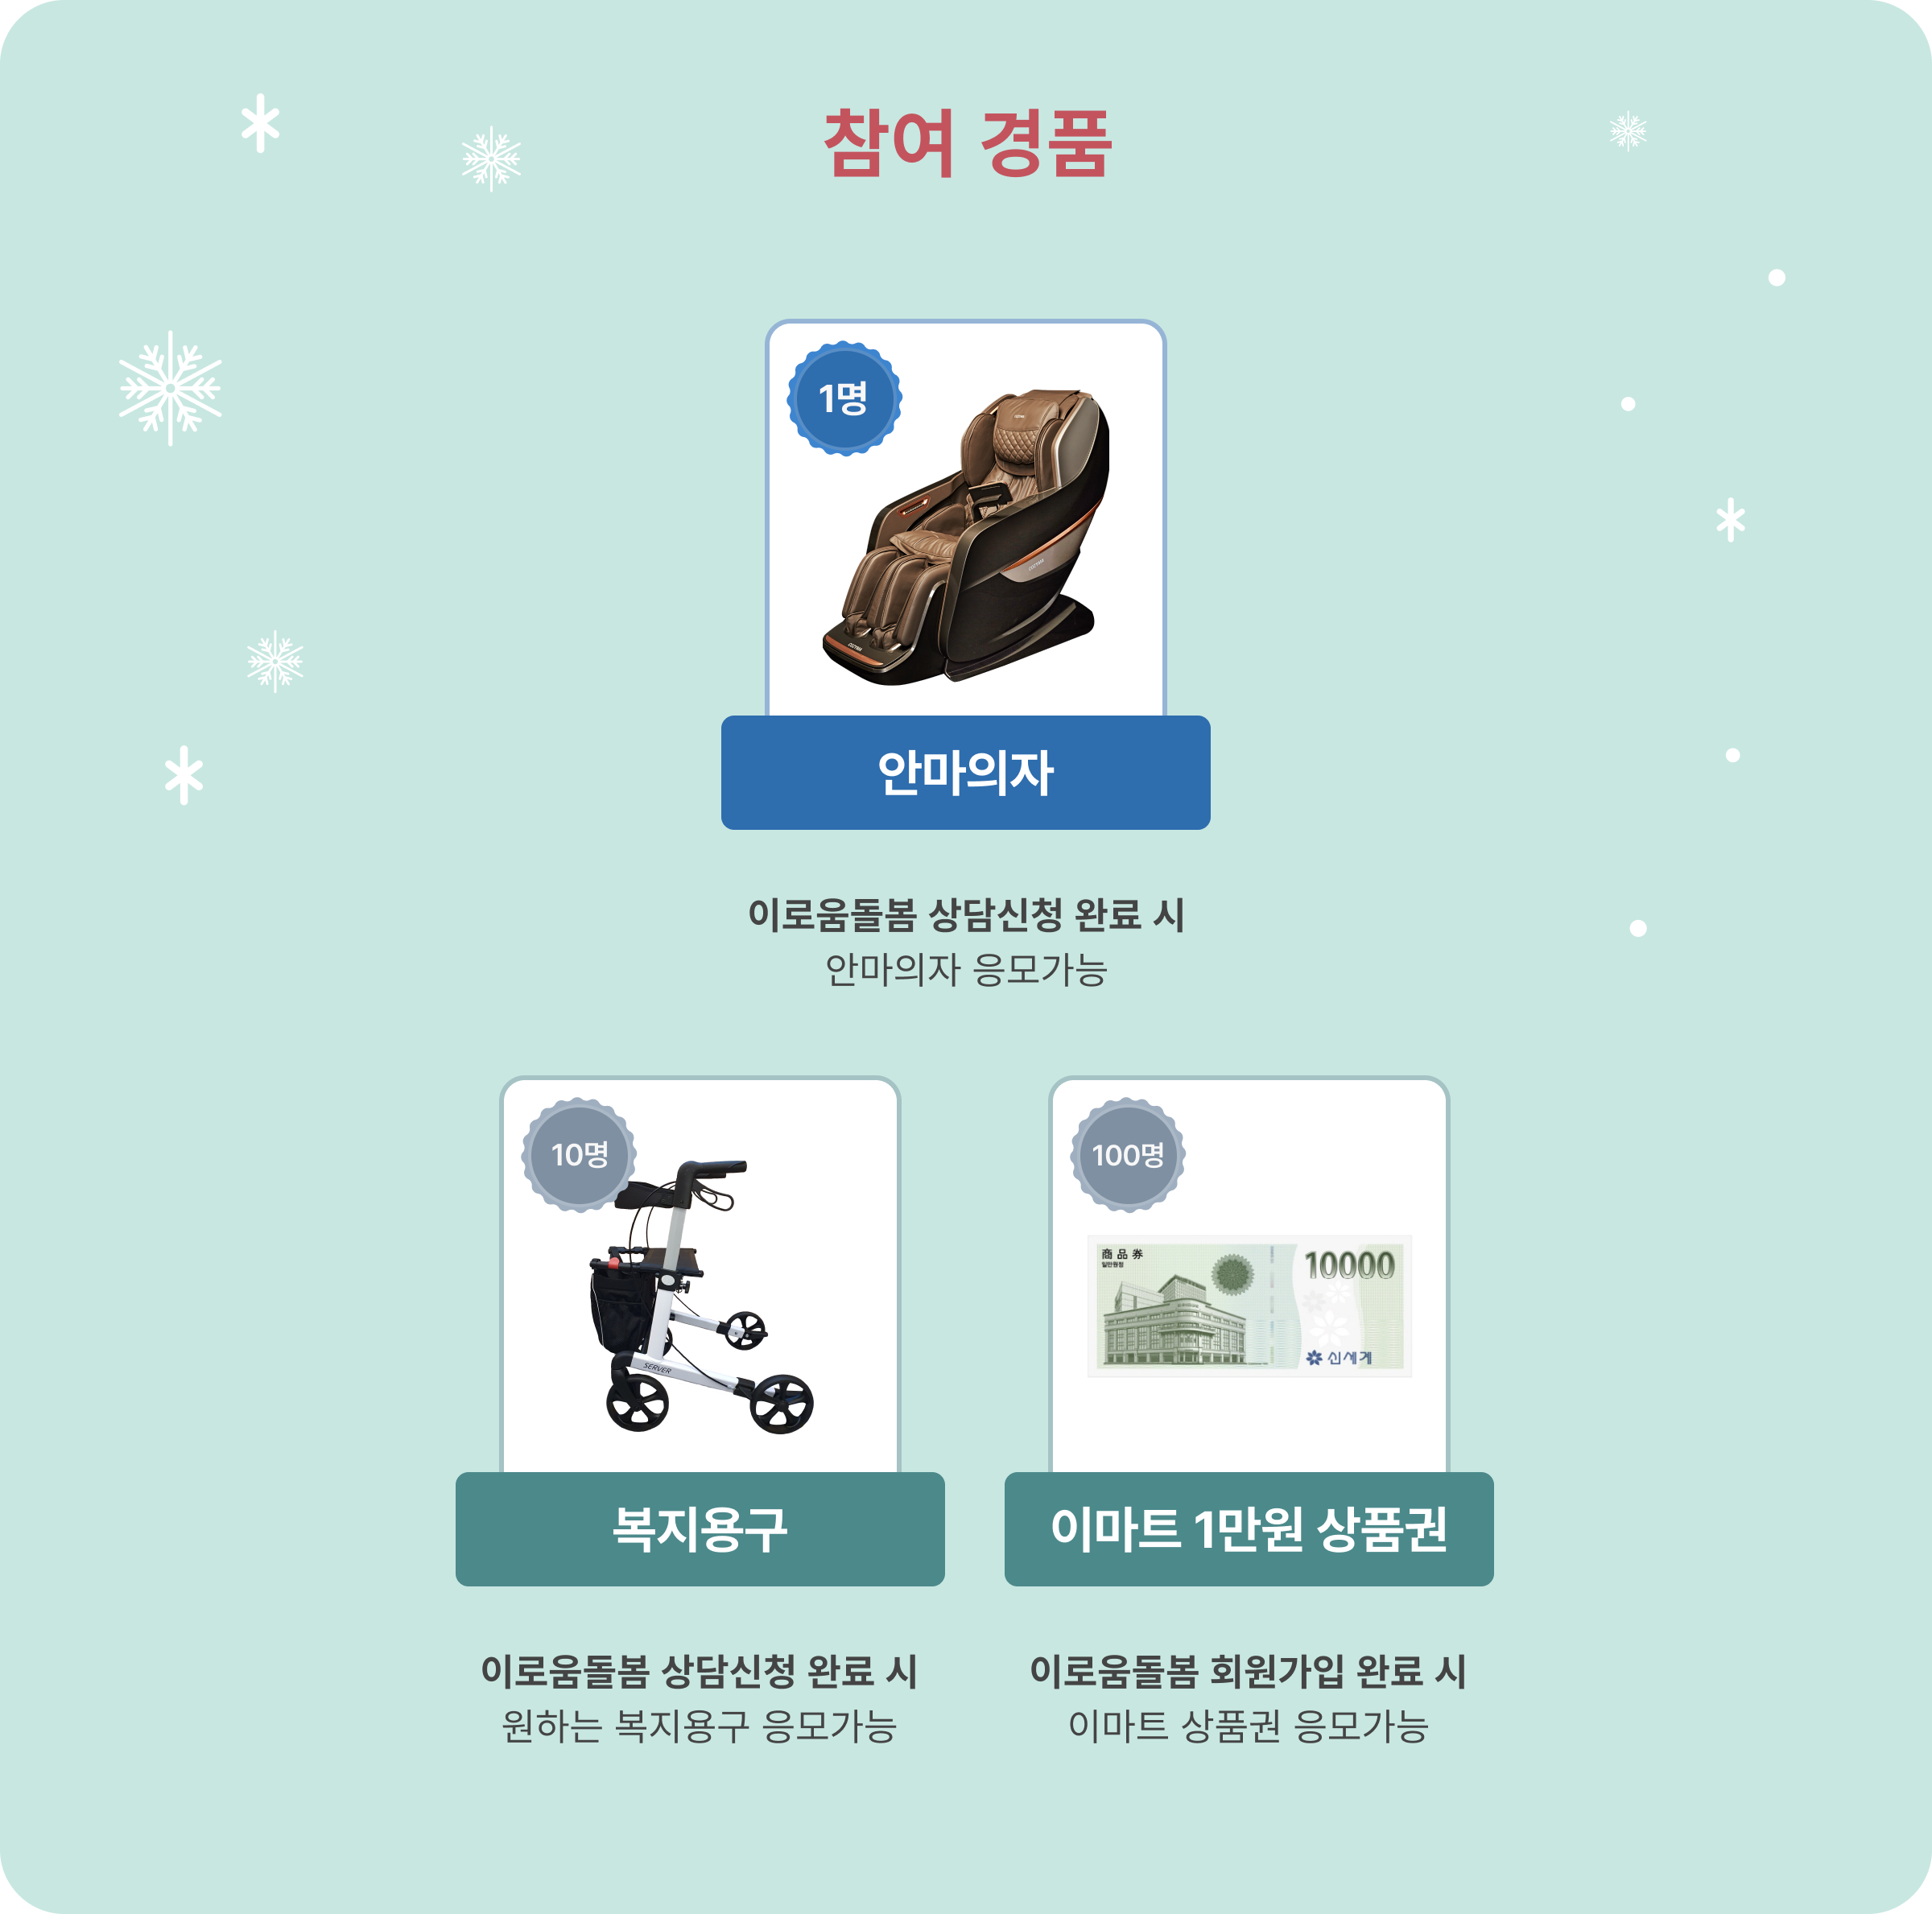 참여 경품
1명
안마의자
이로움돌봄 상담신청 완료 시
안마의자 응모가능
10명
SERVER
복지용구
이로움돌봄 상담신청 완료 시
원하는 복지용구 응모가능
100명
商品券
일만원정
10000
신세계
이마트 1만원 상품권
이로움돌봄 회원가입 완료 시
이마트 상품권 응모가능